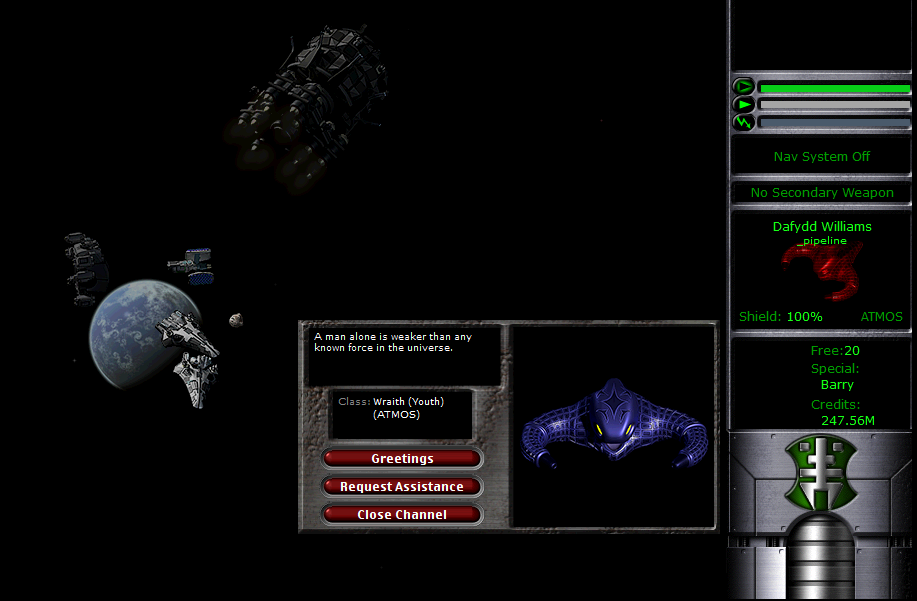 Nav System Off
No Secondary Weapon
Dafydd Williams
_pipeline
Shield: 100% ATMOS
Free:20
Special:
Barry
Credits:
247.56M
A man alone is weaker than any
known force in the universe.
Class: Wraith (Youth)
(ATMOS)
Greetings
Request Assistance
Close Channel